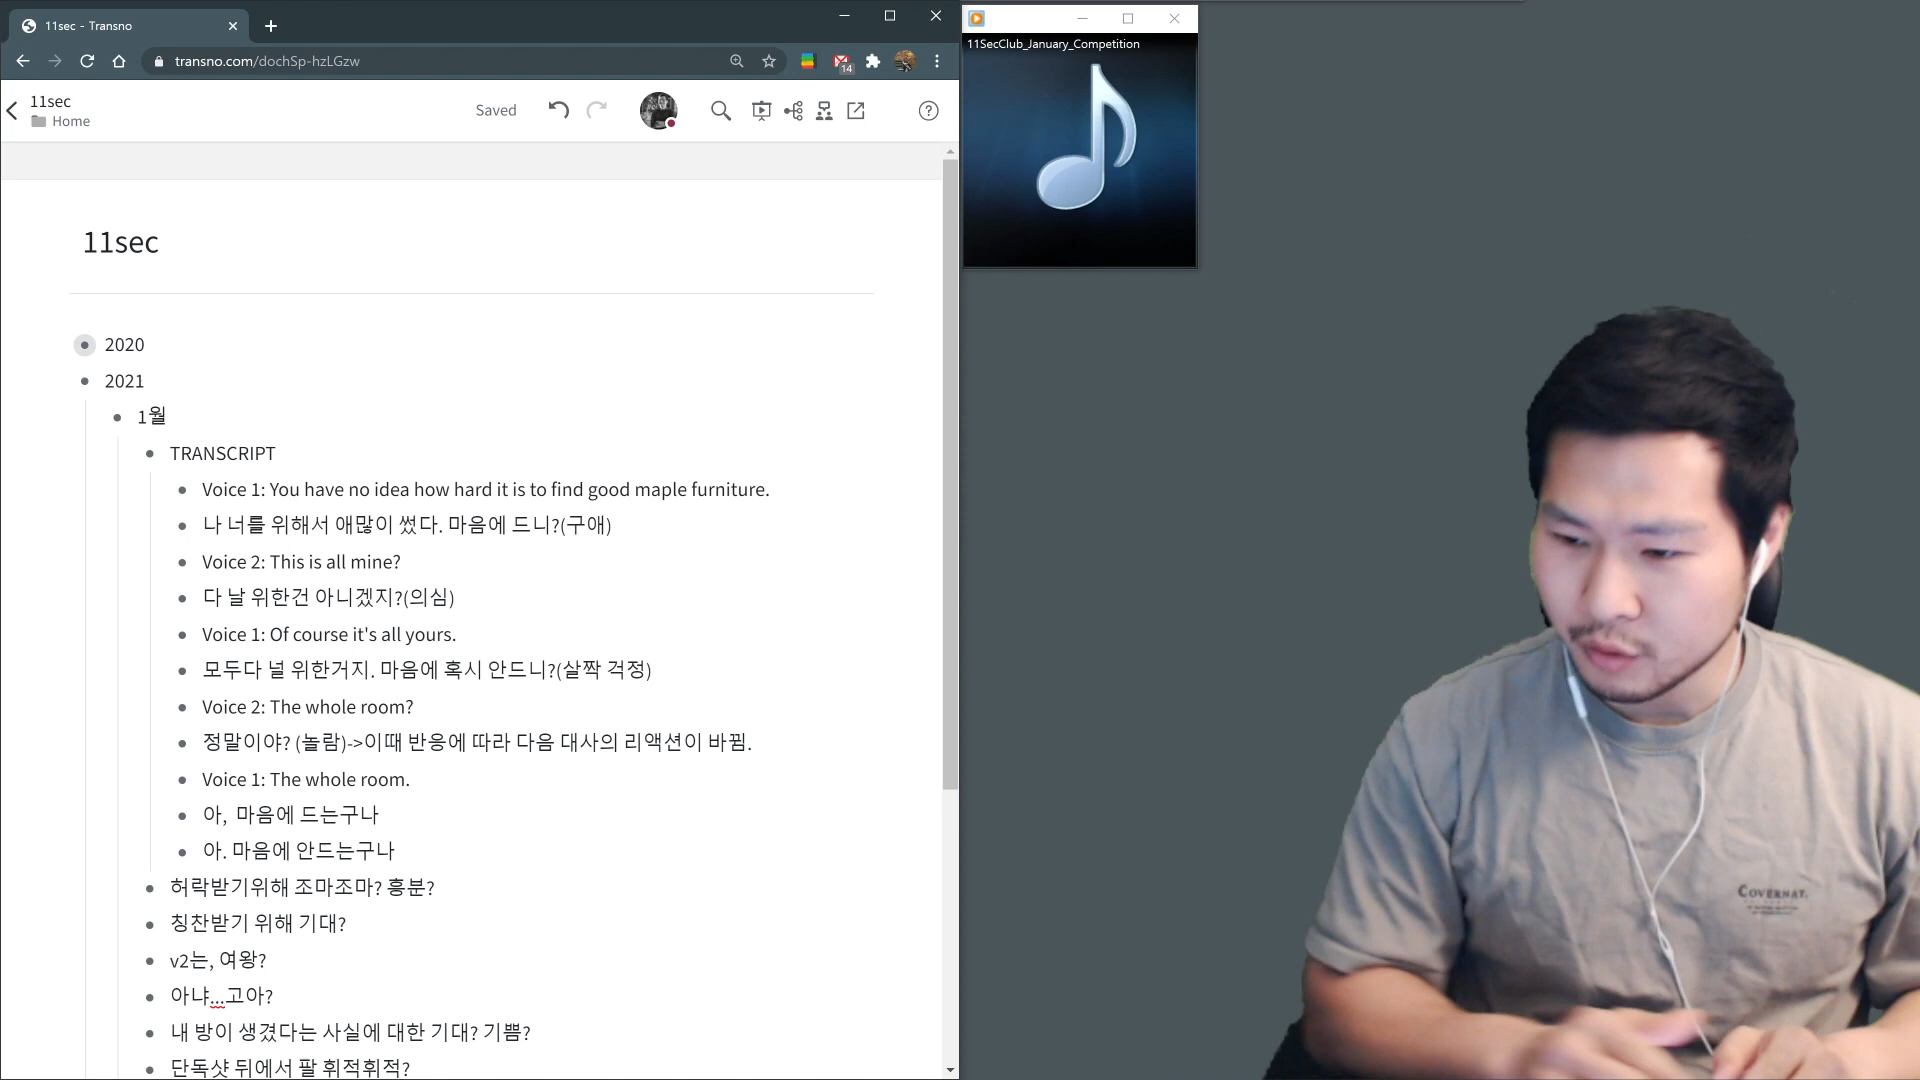 11sec - Transno
transno.com/dochSp-hzLGzw
14
11SecClub_January_Competition
11sec
Home
Saved
11sec
2020
2021
1월
TRANSCRIPT
Voice 1: You have no idea how hard it is to find good maple furniture.
나 너를 위해서 애많이 썼다. 마음에 드니?(구애)
Voice 2: This is all mine?
다 날 위한건 아니겠지?(의심)
Voice 1: Of course it's all yours.
모두다 널 위한거지. 마음에 혹시 안드니?(살짝 걱정)
Voice 2: The whole room?
정말이야? (놀람)->이때 반응에 따라 다음 대사의 리액션이 바뀜.
Voice 1: The whole room.
아,  마음에 드는구나
아. 마음에 안드는구나
허락받기위해 조마조마? 흥분?
칭찬받기 위해 기대?
v2는, 여왕?
아냐...고아?
내 방이 생겼다는 사실에 대한 기대? 기쁨?
단독샷 뒤에서 팔 휘적휘적?
COVERNAT.